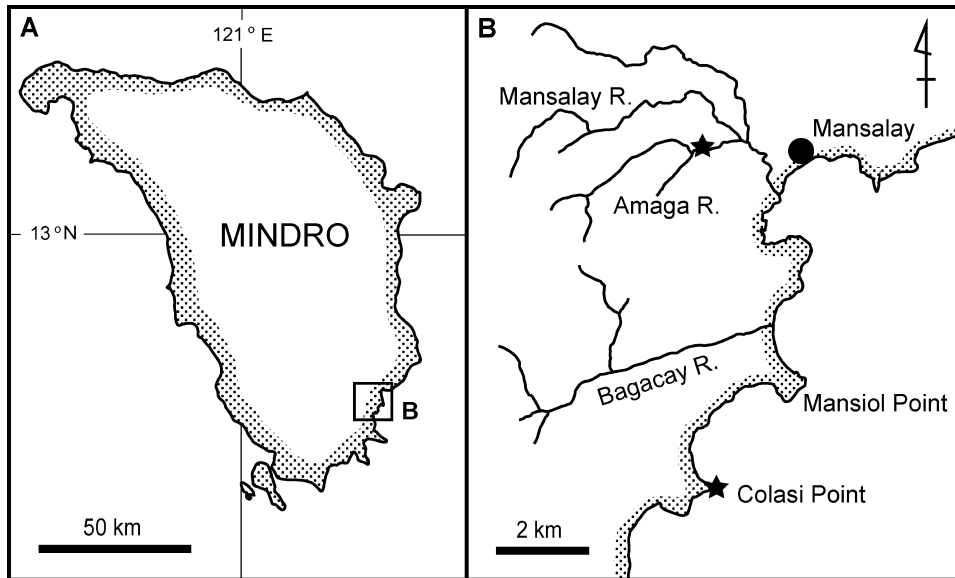 A
121° E
13° N
MINDRO
B
50 km
B
Mansalay R.
Mansalay
Amaga R.
Bagacay R.
Mansiol Point
Colasi Point
2 km